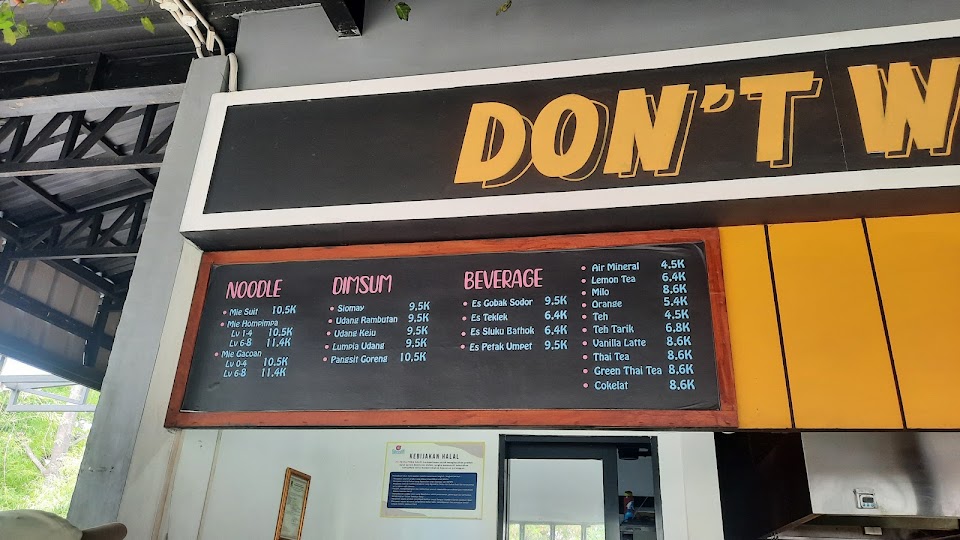 DON'T W
NOODLE
Mie Suit 10.5K
Mie Hompimpa
Lv 1-4 10.5K
Lv 6-8 11.4K
Mie Gacoan
Lv 0-4 10.5K
Lv 6-8 11.4K
DIMSUM
Siomay 9.5K
Udang Rambutan 9.5K
Udang Keju 9.5K
Lumpia Udang 9.5K
Pangsit Goreng 10.5K
BEVERAGE
Es Gobak Sodor 9.5K
Es Teklek 6.4K
Es Sluku Bathok 6.4K
Es Petak Umpet 9.5K
Air Mineral 4.5K
Lemon Tea 6.4K
Milo 8.6K
Orange 5.4K
Teh 4.5K
Teh Tarik 6.8K
Vanilla Latte 8.6K
Thai Tea 8.6K
Green Thai Tea 8.6K
Cokelat 8.6K
KEBIJAKAN HALAL